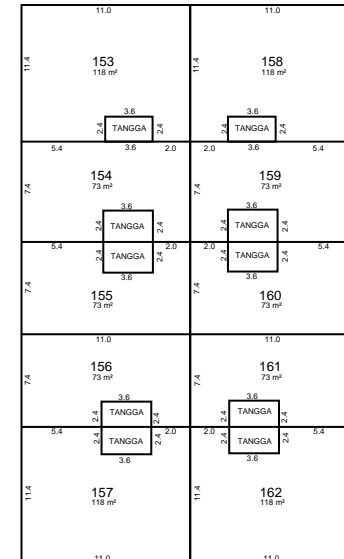 11.0 11.0
11.4 11.4
153 158
118 m² 118 m²
3.6 3.6
2.4 TANGGA 2.4 2.4 TANGGA 2.4
5.4 3.6 2.0 2.0 3.6 5.4
154 159
7.4 73 m² 7.4 73 m²
3.6 3.6
2.4 TANGGA 2.4 2.4 TANGGA 2.4
5.4 2.0 2.0 5.4
2.4 TANGGA 2.4 2.4 TANGGA 2.4
3.6 3.6
7.4 155 7.4 160
73 m² 73 m²
11.0 11.0
156 161
7.4 73 m² 7.4 73 m²
3.6 3.6
2.4 TANGGA 2.4 2.4 TANGGA 2.4
5.4 2.0 2.0 5.4
2.4 TANGGA 2.4 2.4 TANGGA 2.4
3.6 3.6
11.4 157 11.4 162
118 m² 118 m²
11.0 11.0